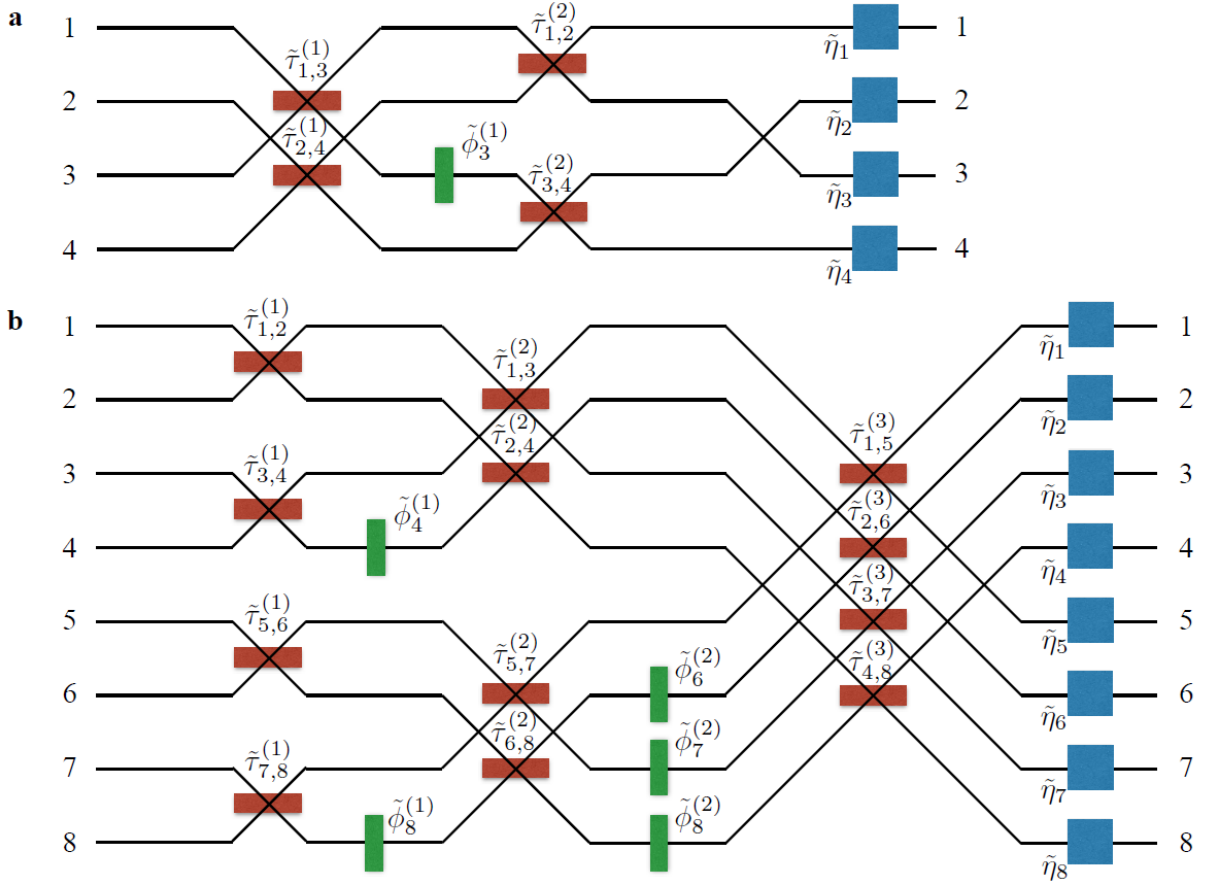 a
1
2
3
4
τ̃₁,₃⁽¹⁾
τ̃₂,₄⁽¹⁾
ϕ̃₃⁽¹⁾
τ̃₁,₂⁽²⁾
τ̃₃,₄⁽²⁾
η̃₁
η̃₂
η̃₃
η̃₄
1
2
3
4
b
1
2
3
4
5
6
7
8
τ̃₁,₂⁽¹⁾
τ̃₃,₄⁽¹⁾
τ̃₅,₆⁽¹⁾
τ̃₇,₈⁽¹⁾
ϕ̃₄⁽¹⁾
ϕ̃₈⁽¹⁾
τ̃₁,₃⁽²⁾
τ̃₂,₄⁽²⁾
τ̃₅,₇⁽²⁾
τ̃₆,₈⁽²⁾
ϕ̃₆⁽²⁾
ϕ̃₇⁽²⁾
ϕ̃₈⁽²⁾
τ̃₁,₅⁽³⁾
τ̃₂,₆⁽³⁾
τ̃₃,₇⁽³⁾
τ̃₄,₈⁽³⁾
η̃₁
η̃₂
η̃₃
η̃₄
η̃₅
η̃₆
η̃₇
η̃₈
1
2
3
4
5
6
7
8